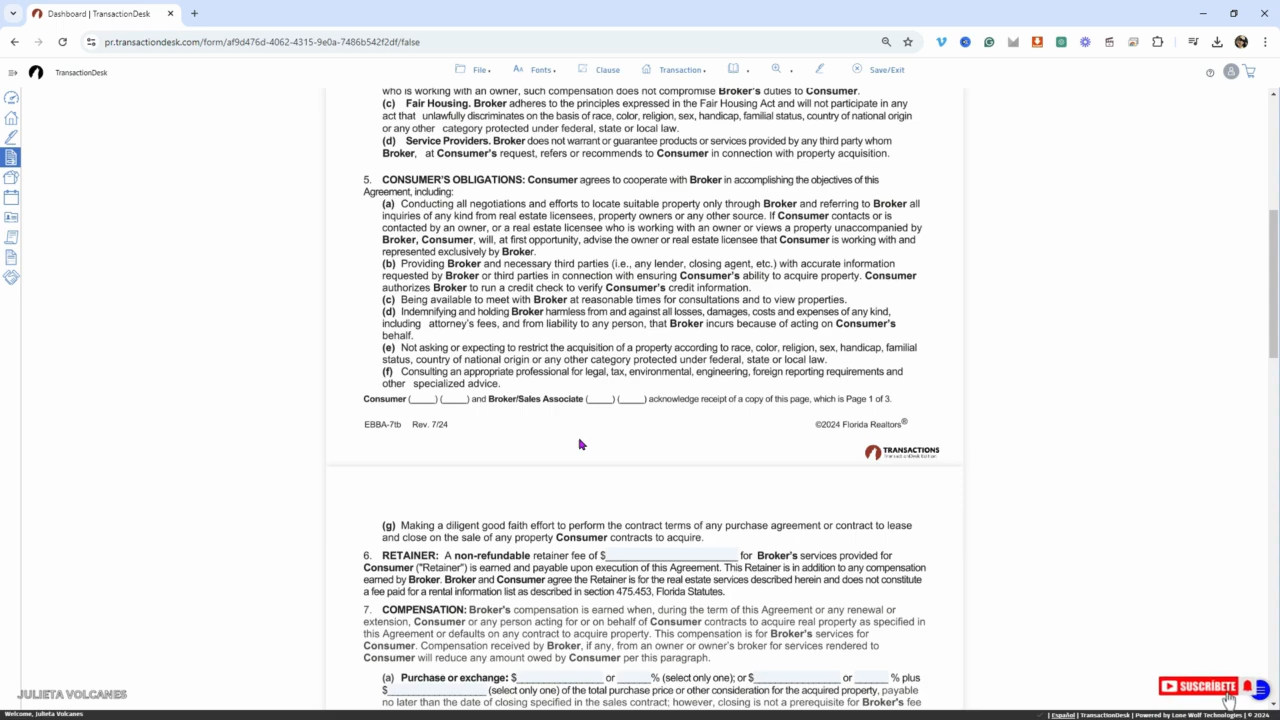 Dashboard | TransactionDesk
pr.transactiondesk.com/form/af9d476d-4062-4315-9e0a-7486b542f2df/false
TransactionDesk
File
Fonts
Clause
Transaction
Save/Exit
who is working with an owner, such compensation does not compromise Broker's duties to Consumer.
(c) Fair Housing. Broker adheres to the principles expressed in the Fair Housing Act and will not participate in any
act that unlawfully discriminates on the basis of race, color, religion, sex, handicap, familial status, country of national origin
or any other category protected under federal, state or local law.
(d) Service Providers. Broker does not warrant or guarantee products or services provided by any third party whom
Broker, at Consumer's request, refers or recommends to Consumer in connection with property acquisition.
5. CONSUMER'S OBLIGATIONS: Consumer agrees to cooperate with Broker in accomplishing the objectives of this
Agreement, including:
(a) Conducting all negotiations and efforts to locate suitable property only through Broker and referring to Broker all
inquiries of any kind from real estate licensees, property owners or any other source. If Consumer contacts or is
contacted by an owner, or a real estate licensee who is working with an owner or views a property unaccompanied by
Broker, Consumer, will, at first opportunity, advise the owner or real estate licensee that Consumer is working with and
represented exclusively by Broker.
(b) Providing Broker and necessary third parties (i.e., any lender, closing agent, etc.) with accurate information
requested by Broker or third parties in connection with ensuring Consumer's ability to acquire property. Consumer
authorizes Broker to run a credit check to verify Consumer's credit information.
(c) Being available to meet with Broker at reasonable times for consultations and to view properties.
(d) Indemnifying and holding Broker harmless from and against all losses, damages, costs and expenses of any kind,
including attorney's fees, and from liability to any person, that Broker incurs because of acting on Consumer's
behalf.
(e) Not asking or expecting to restrict the acquisition of a property according to race, color, religion, sex, handicap, familial
status, country of national origin or any other category protected under federal, state or local law.
(f) Consulting an appropriate professional for legal, tax, environmental, engineering, foreign reporting requirements and
other specialized advice.
Consumer (_____) (_____) and Broker/Sales Associate (_____) (_____) acknowledge receipt of a copy of this page, which is Page 1 of 3.
EBBA-7tb Rev. 7/24 ©2024 Florida Realtors®
TRANSACTIONS
TransactionDesk Edition
(g) Making a diligent good faith effort to perform the contract terms of any purchase agreement or contract to lease
and close on the sale of any property Consumer contracts to acquire.
6. RETAINER: A non-refundable retainer fee of $____________________ for Broker's services provided for
Consumer ("Retainer") is earned and payable upon execution of this Agreement. This Retainer is in addition to any compensation
earned by Broker. Broker and Consumer agree the Retainer is for the real estate services described herein and does not constitute
a fee paid for a rental information list as described in section 475.453, Florida Statutes.
7. COMPENSATION: Broker's compensation is earned when, during the term of this Agreement or any renewal or
extension, Consumer or any person acting for or on behalf of Consumer contracts to acquire real property as specified in
this Agreement or defaults on any contract to acquire property. This compensation is for Broker's services for
Consumer. Compensation received by Broker, if any, from an owner or owner's broker for services rendered to
Consumer will reduce any amount owed by Consumer per this paragraph.
(a) Purchase or exchange: $______________ or ______% (select only one); or $______________ or ______ % plus
$________________ (select only one) of the total purchase price or other consideration for the acquired property, payable
no later than the date of closing specified in the sales contract; however, closing is not a prerequisite for Broker's fee
JULIETA VOLCANES
SUSCRÍBETE
Welcome, Julieta Volcanes
| Español | TransactionDesk | Powered by Lone Wolf Technologies | © 2024